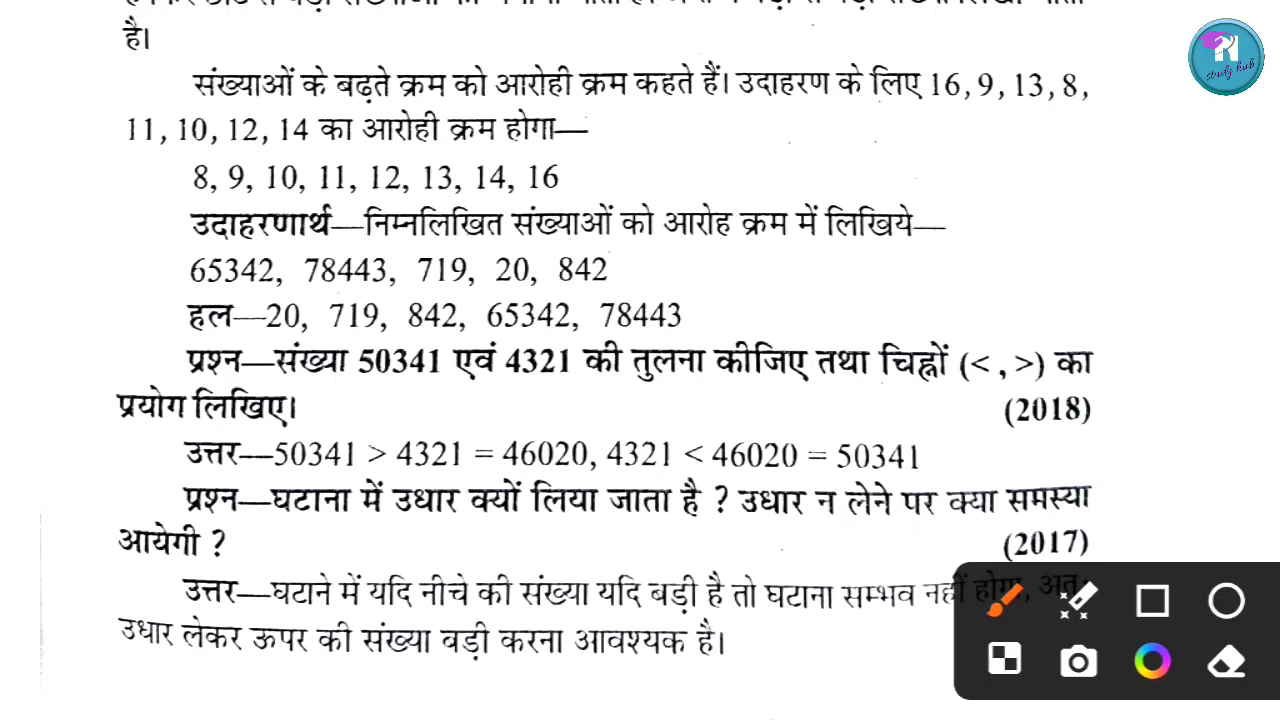 है।
संख्याओं के बढ़ते क्रम को आरोही क्रम कहते हैं। उदाहरण के लिए 16, 9, 13, 8,
11, 10, 12, 14 का आरोही क्रम होगा—
8, 9, 10, 11, 12, 13, 14, 16
उदाहरणार्थ—निम्नलिखित संख्याओं को आरोह क्रम में लिखिये—
65342, 78443, 719, 20, 842
हल—20, 719, 842, 65342, 78443
प्रश्न—संख्या 50341 एवं 4321 की तुलना कीजिए तथा चिह्नों (< , >) का
प्रयोग लिखिए। (2018)
उत्तर—50341 > 4321 = 46020, 4321 < 46020 = 50341
प्रश्न—घटाना में उधार क्यों लिया जाता है ? उधार न लेने पर क्या समस्या
आयेगी ? (2017)
उत्तर—घटाने में यदि नीचे की संख्या यदि बड़ी है तो घटाना सम्भव नहीं होगा, अतः
उधार लेकर ऊपर की संख्या बड़ी करना आवश्यक है।
study hub